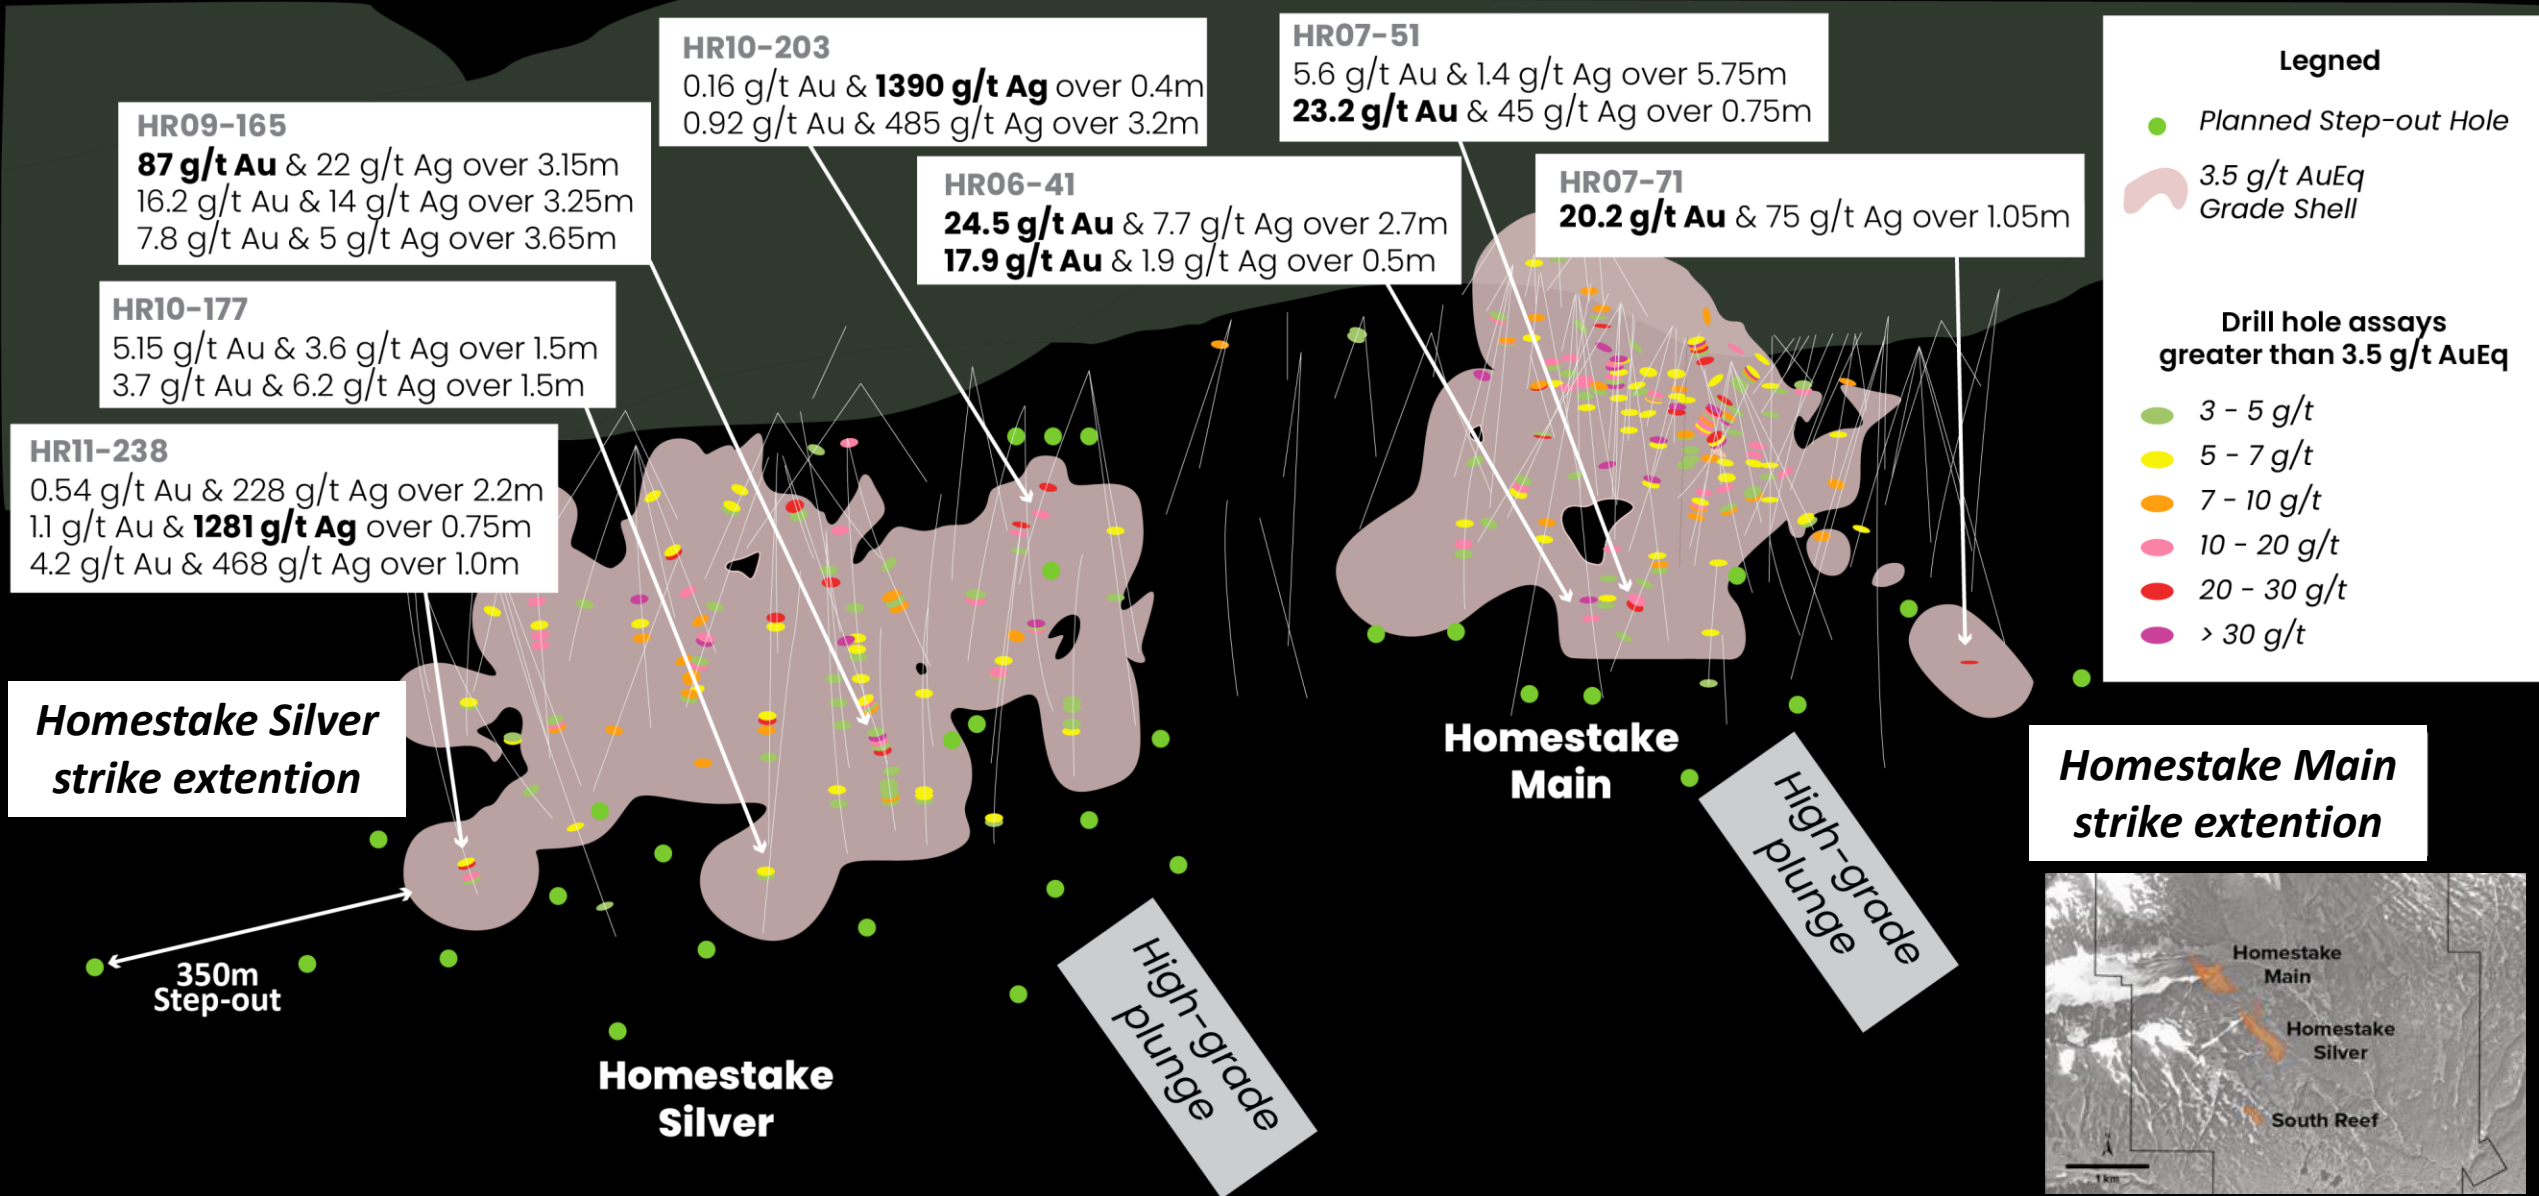 HR10-203
0.16 g/t Au & 1390 g/t Ag over 0.4m
0.92 g/t Au & 485 g/t Ag over 3.2m
HR07-51
5.6 g/t Au & 1.4 g/t Ag over 5.75m
23.2 g/t Au & 45 g/t Ag over 0.75m
HR09-165
87 g/t Au & 22 g/t Ag over 3.15m
16.2 g/t Au & 14 g/t Ag over 3.25m
7.8 g/t Au & 5 g/t Ag over 3.65m
HR06-41
24.5 g/t Au & 7.7 g/t Ag over 2.7m
17.9 g/t Au & 1.9 g/t Ag over 0.5m
HR07-71
20.2 g/t Au & 75 g/t Ag over 1.05m
HR10-177
5.15 g/t Au & 3.6 g/t Ag over 1.5m
3.7 g/t Au & 6.2 g/t Ag over 1.5m
HR11-238
0.54 g/t Au & 228 g/t Ag over 2.2m
1.1 g/t Au & 1281 g/t Ag over 0.75m
4.2 g/t Au & 468 g/t Ag over 1.0m
Legned
Planned Step-out Hole
3.5 g/t AuEq
Grade Shell
Drill hole assays
greater than 3.5 g/t AuEq
3 - 5 g/t
5 - 7 g/t
7 - 10 g/t
10 - 20 g/t
20 - 30 g/t
> 30 g/t
Homestake Silver
strike extention
Homestake
Main
High-grade
plunge
Homestake Main
strike extention
350m
Step-out
Homestake
Silver
High-grade
plunge
Homestake
Main
Homestake
Silver
South Reef
N
1 km